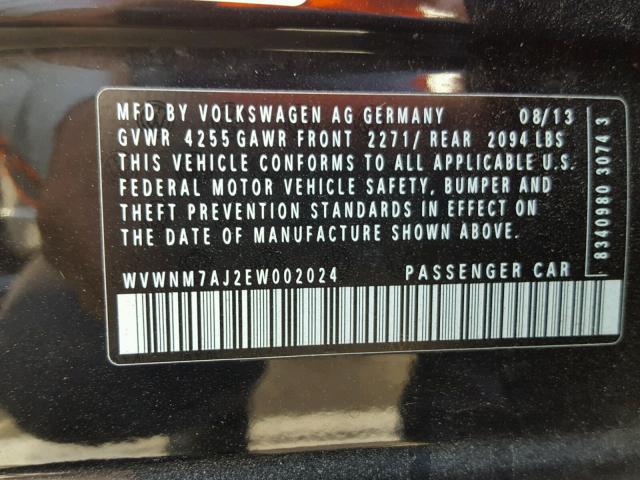 MFD BY VOLKSWAGEN AG GERMANY 08/13
GVWR 4255 GAWR FRONT 2271/ REAR 2094 LBS
THIS VEHICLE CONFORMS TO ALL APPLICABLE U.S.
FEDERAL MOTOR VEHICLE SAFETY, BUMPER AND
THEFT PREVENTION STANDARDS IN EFFECT ON
THE DATE OF MANUFACTURE SHOWN ABOVE.
WVWNM7AJ2EW002024 PASSENGER CAR
8340980 3074 3